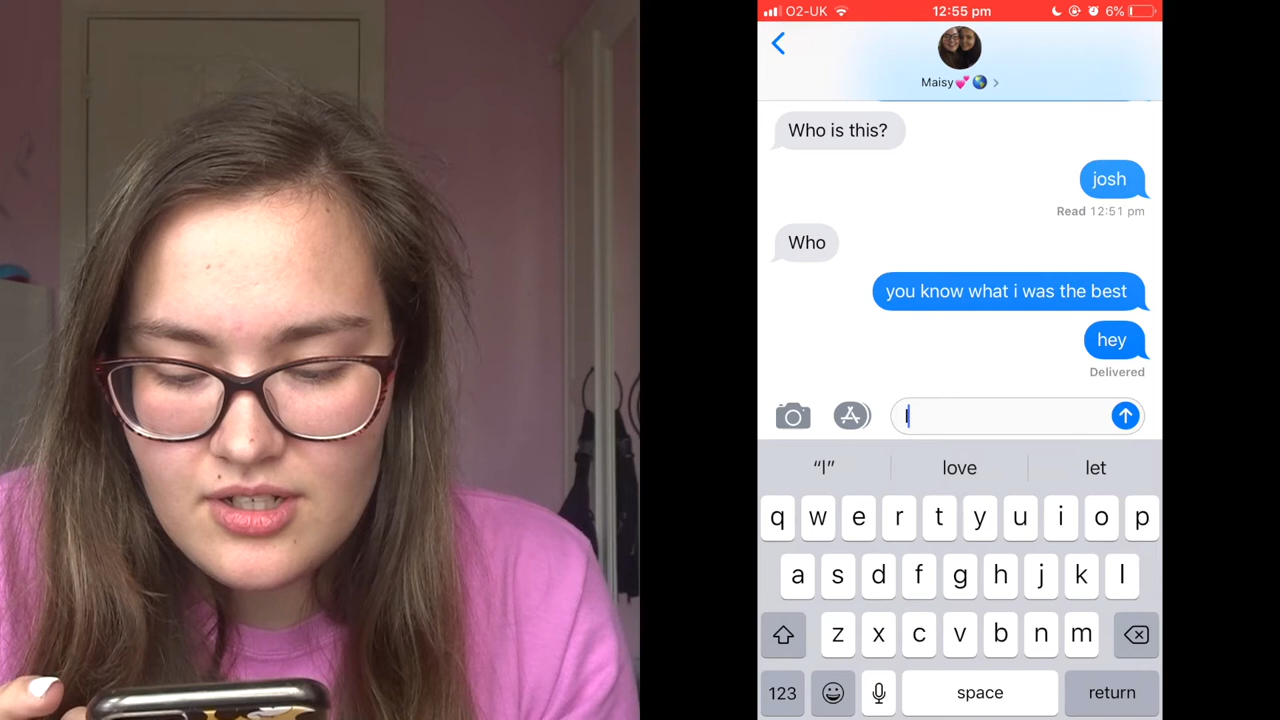 O2-UK 12:55 pm 6%
Maisy💕🌎 >
Who is this?
josh
Read 12:51 pm
Who
you know what i was the best
hey
Delivered
l
“l” love let
q w e r t y u i o p
a s d f g h j k l
z x c v b n m
123 space return